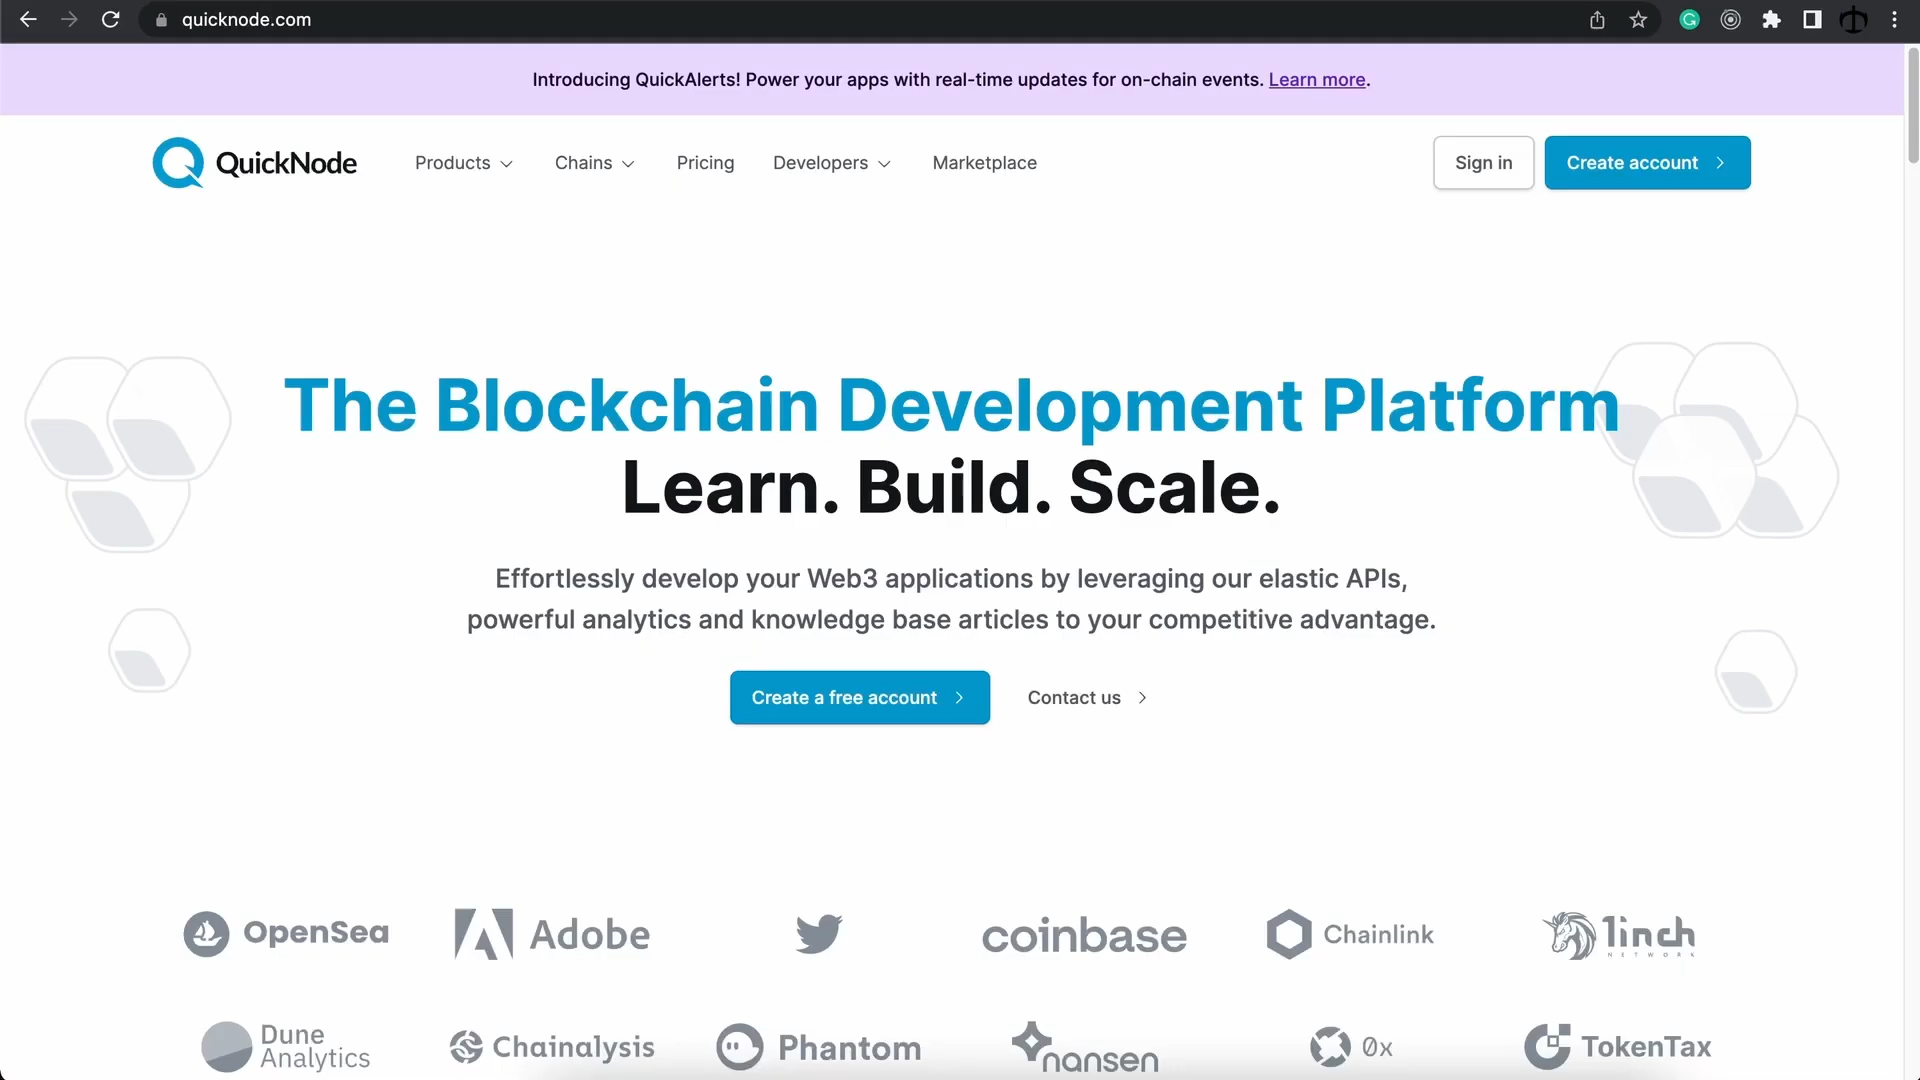 quicknode.com
Introducing QuickAlerts! Power your apps with real-time updates for on-chain events. Learn more.
QuickNode
Products
Chains
Pricing
Developers
Marketplace
Sign in
Create account
The Blockchain Development Platform
Learn. Build. Scale.
Effortlessly develop your Web3 applications by leveraging our elastic APIs,
powerful analytics and knowledge base articles to your competitive advantage.
Create a free account
Contact us
OpenSea
Adobe
coinbase
Chainlink
1inch
NETWORK
Dune
Analytics
Chainalysis
Phantom
nansen
0x
TokenTax